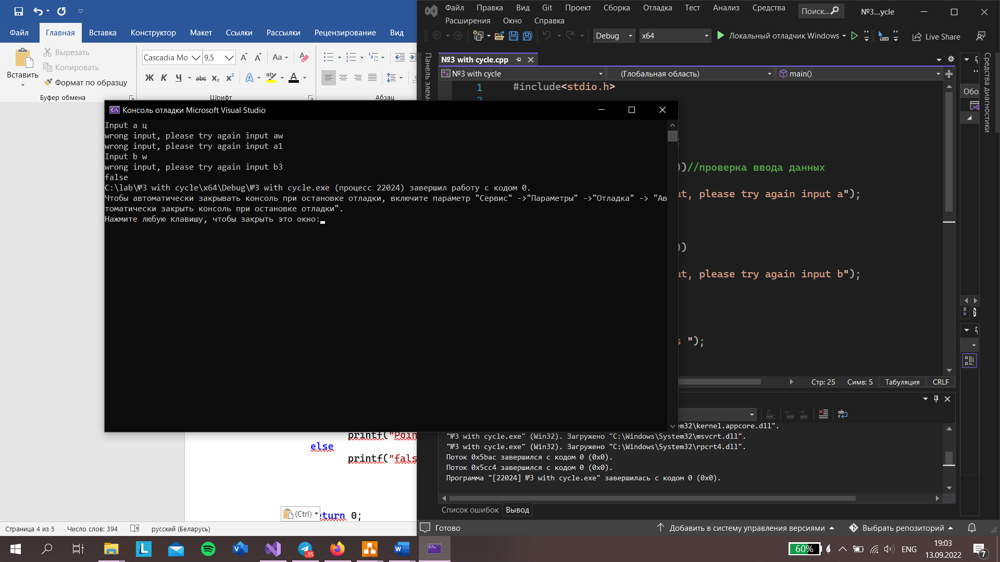 Файл Главная Вставка Конструктор Макет Ссылки Рассылки Рецензирование Вид
Вставить
Вырезать
Копировать
Формат по образцу
Буфер обмена
Cascadia Mo 9,5
Aa
Ж К Ч abc x₂ x²
Шрифт
Абзац
Файл Правка Вид Git Проект Сборка Отладка Тест Анализ Средства
Расширения Окно Справка
Поиск...
№3...ycle
Debug x64 Локальный отладчик Windows Live Share
№3 with cycle.cpp
№3 with cycle (Глобальная область) main()
1 #include<stdio.h>
))//проверка ввода данных
ut, please try again input a");
))
ut, please try again input b");
s ");
Стр: 25 Симв: 5 Табуляция CRLF
Средства диагностики
Консоль отладки Microsoft Visual Studio
Input a ц
wrong input, please try again input aw
wrong input, please try again input a1
Input b w
wrong input, please try again input b3
false
C:\lab\№3 with cycle\x64\Debug\№3 with cycle.exe (процесс 22024) завершил работу с кодом 0.
Чтобы автоматически закрывать консоль при остановке отладки, включите параметр "Сервис" ->"Параметры" ->"Отладка" -> "Ав
томатически закрыть консоль при остановке отладки".
Нажмите любую клавишу, чтобы закрыть это окно:
printf("Poin
else
printf("fals
(Ctrl)
eturn 0;
em32\kernel.appcore.dll".
"№3 with cycle.exe" (Win32). Загружено "C:\Windows\System32\msvcrt.dll".
"№3 with cycle.exe" (Win32). Загружено "C:\Windows\System32\rpcrt4.dll".
Поток 0x5bac завершился с кодом 0 (0x0).
Поток 0x5cc4 завершился с кодом 0 (0x0).
Программа "[22024] №3 with cycle.exe" завершилась с кодом 0 (0x0).
Список ошибок Вывод
Страница 4 из 5 Число слов: 394 русский (Беларусь)
Готово Добавить в систему управления версиями Выбрать репозиторий
60% ENG 19:03
13.09.2022
7